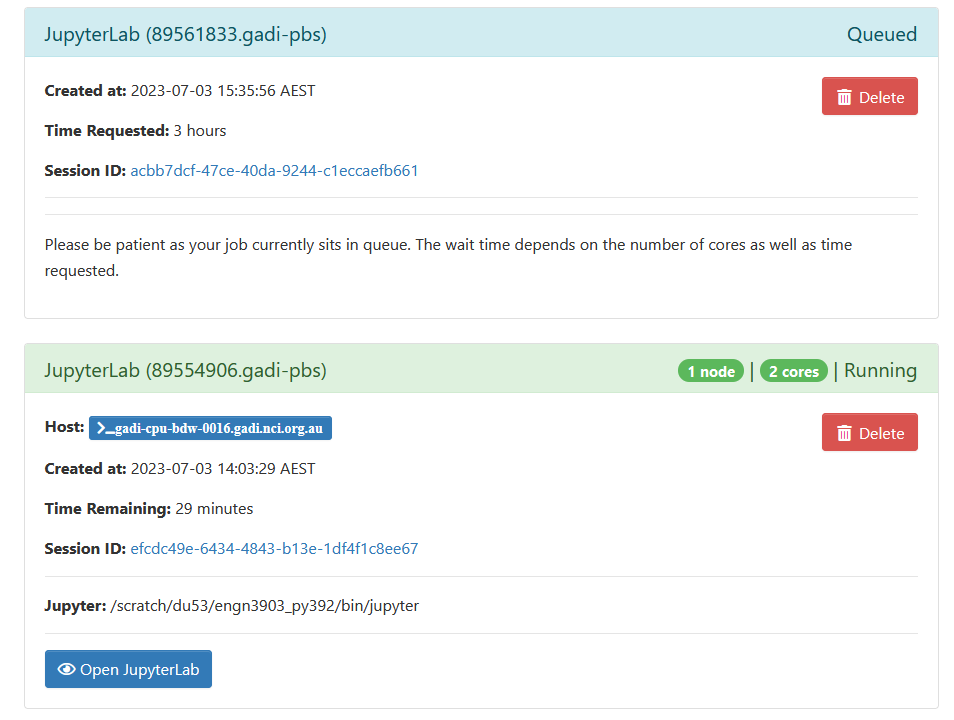 JupyterLab (89561833.gadi-pbs) Queued
Created at: 2023-07-03 15:35:56 AEST
Delete
Time Requested: 3 hours
Session ID: acbb7dcf-47ce-40da-9244-c1eccaefb661
Please be patient as your job currently sits in queue. The wait time depends on the number of cores as well as time
requested.
JupyterLab (89554906.gadi-pbs) 1 node | 2 cores | Running
Host: >_gadi-cpu-bdw-0016.gadi.nci.org.au
Delete
Created at: 2023-07-03 14:03:29 AEST
Time Remaining: 29 minutes
Session ID: efcdc49e-6434-4843-b13e-1df4f1c8ee67
Jupyter: /scratch/du53/engn3903_py392/bin/jupyter
Open JupyterLab